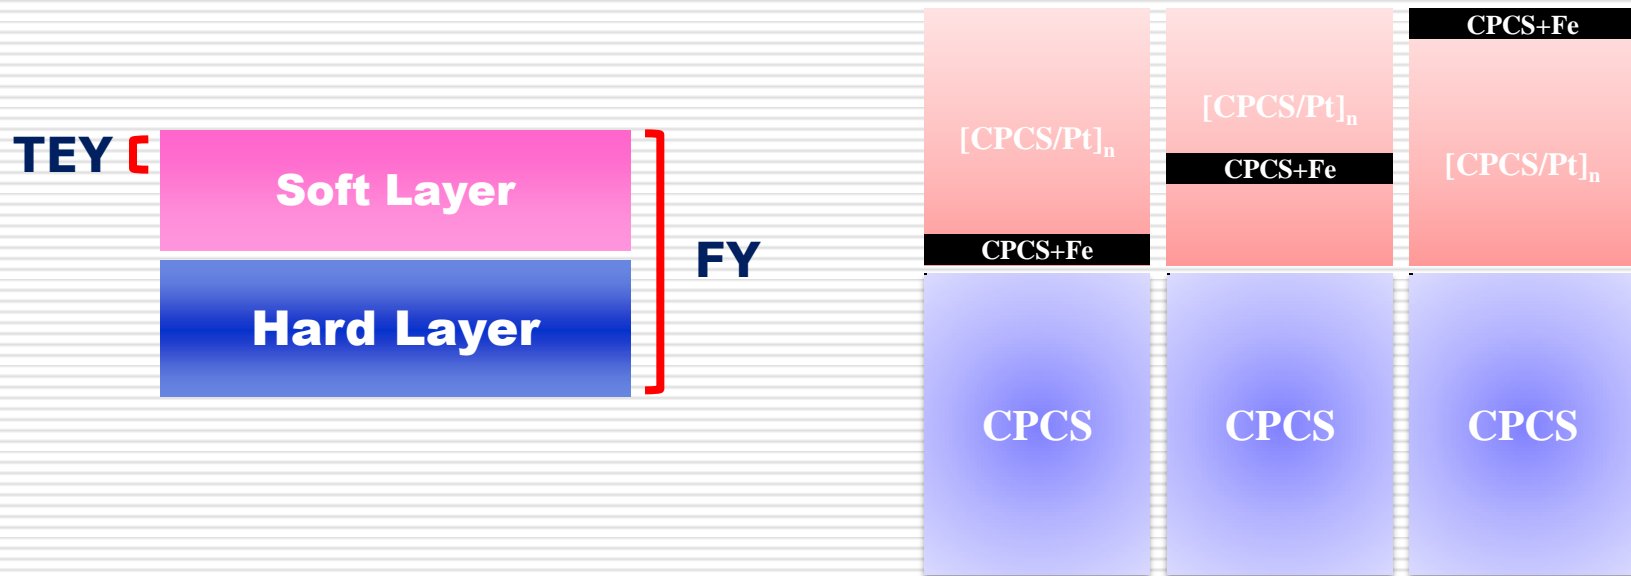 TEY
Soft Layer
Hard Layer
FY
[CPCS/Pt]n
CPCS+Fe
CPCS
[CPCS/Pt]n
CPCS+Fe
CPCS
CPCS+Fe
[CPCS/Pt]n
CPCS